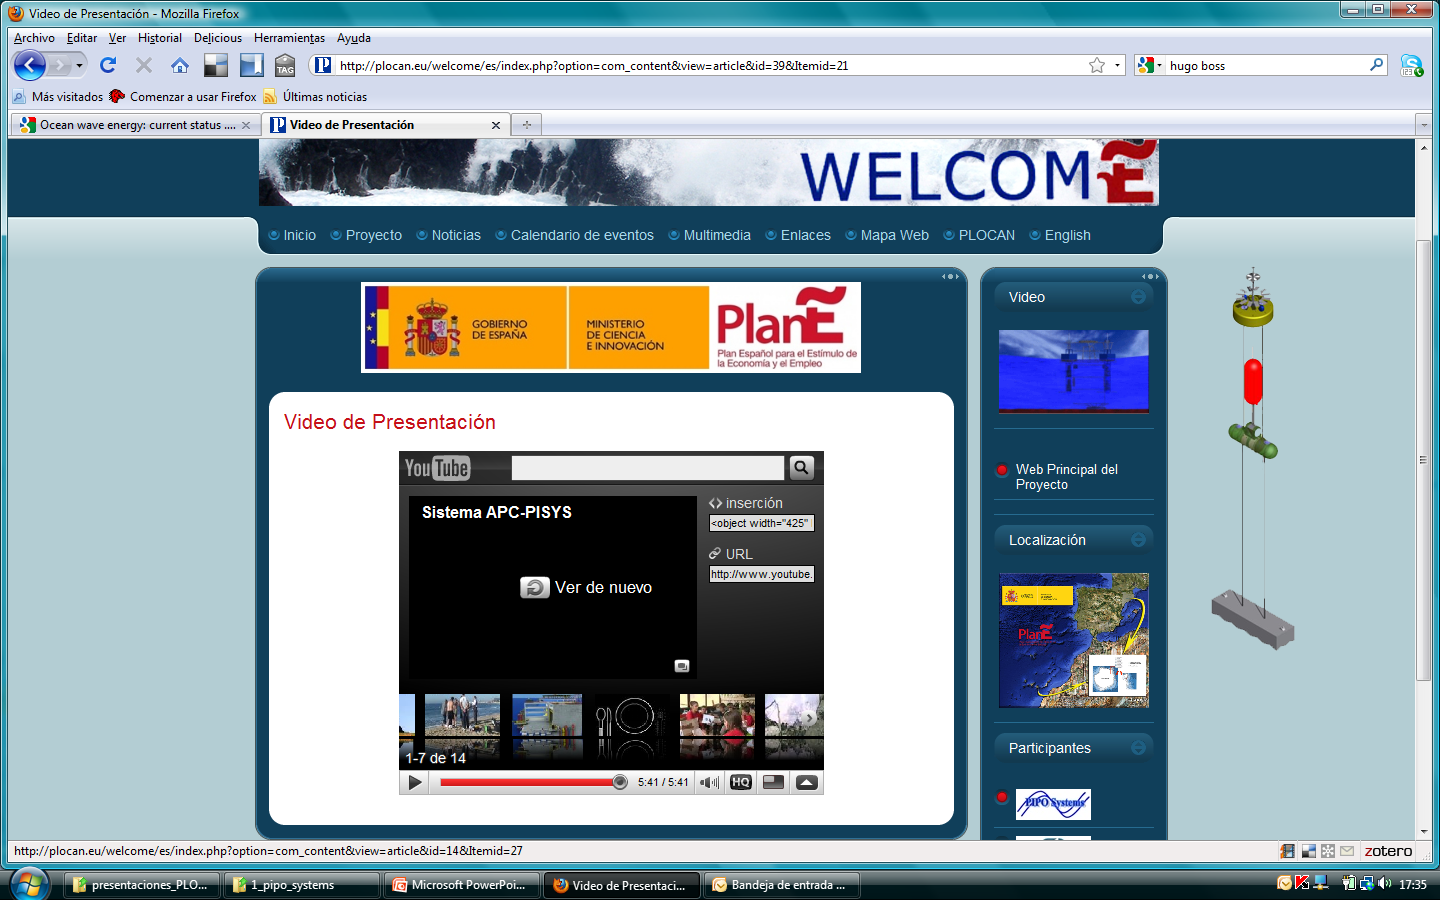 Video de Presentación - Mozilla Firefox
Archivo Editar Ver Historial Delicious Herramientas Ayuda
TAG
http://plocan.eu/welcome/es/index.php?option=com_content&view=article&id=39&Itemid=21
hugo boss
Más visitados Comenzar a usar Firefox Últimas noticias
Ocean wave energy: current status ....
Video de Presentación
WELCOME
Inicio Proyecto Noticias Calendario de eventos Multimedia Enlaces Mapa Web PLOCAN English
GOBIERNO
DE ESPAÑA
MINISTERIO
DE CIENCIA
E INNOVACIÓN
PlanE
Plan Español para el Estímulo de
la Economía y el Empleo
Video de Presentación
YouTube
Sistema APC-PISYS
Ver de nuevo
inserción
<object width="425"
URL
http://www.youtube.
1-7 de 14
5:41 / 5:41
HQ
Video
Web Principal del
Proyecto
Localización
PlanE
Participantes
PIPO Systems
http://plocan.eu/welcome/es/index.php?option=com_content&view=article&id=14&Itemid=27
zotero
presentaciones_PLO...
1_pipo_systems
Microsoft PowerPoi...
Video de Presentaci...
Bandeja de entrada ...
17:35